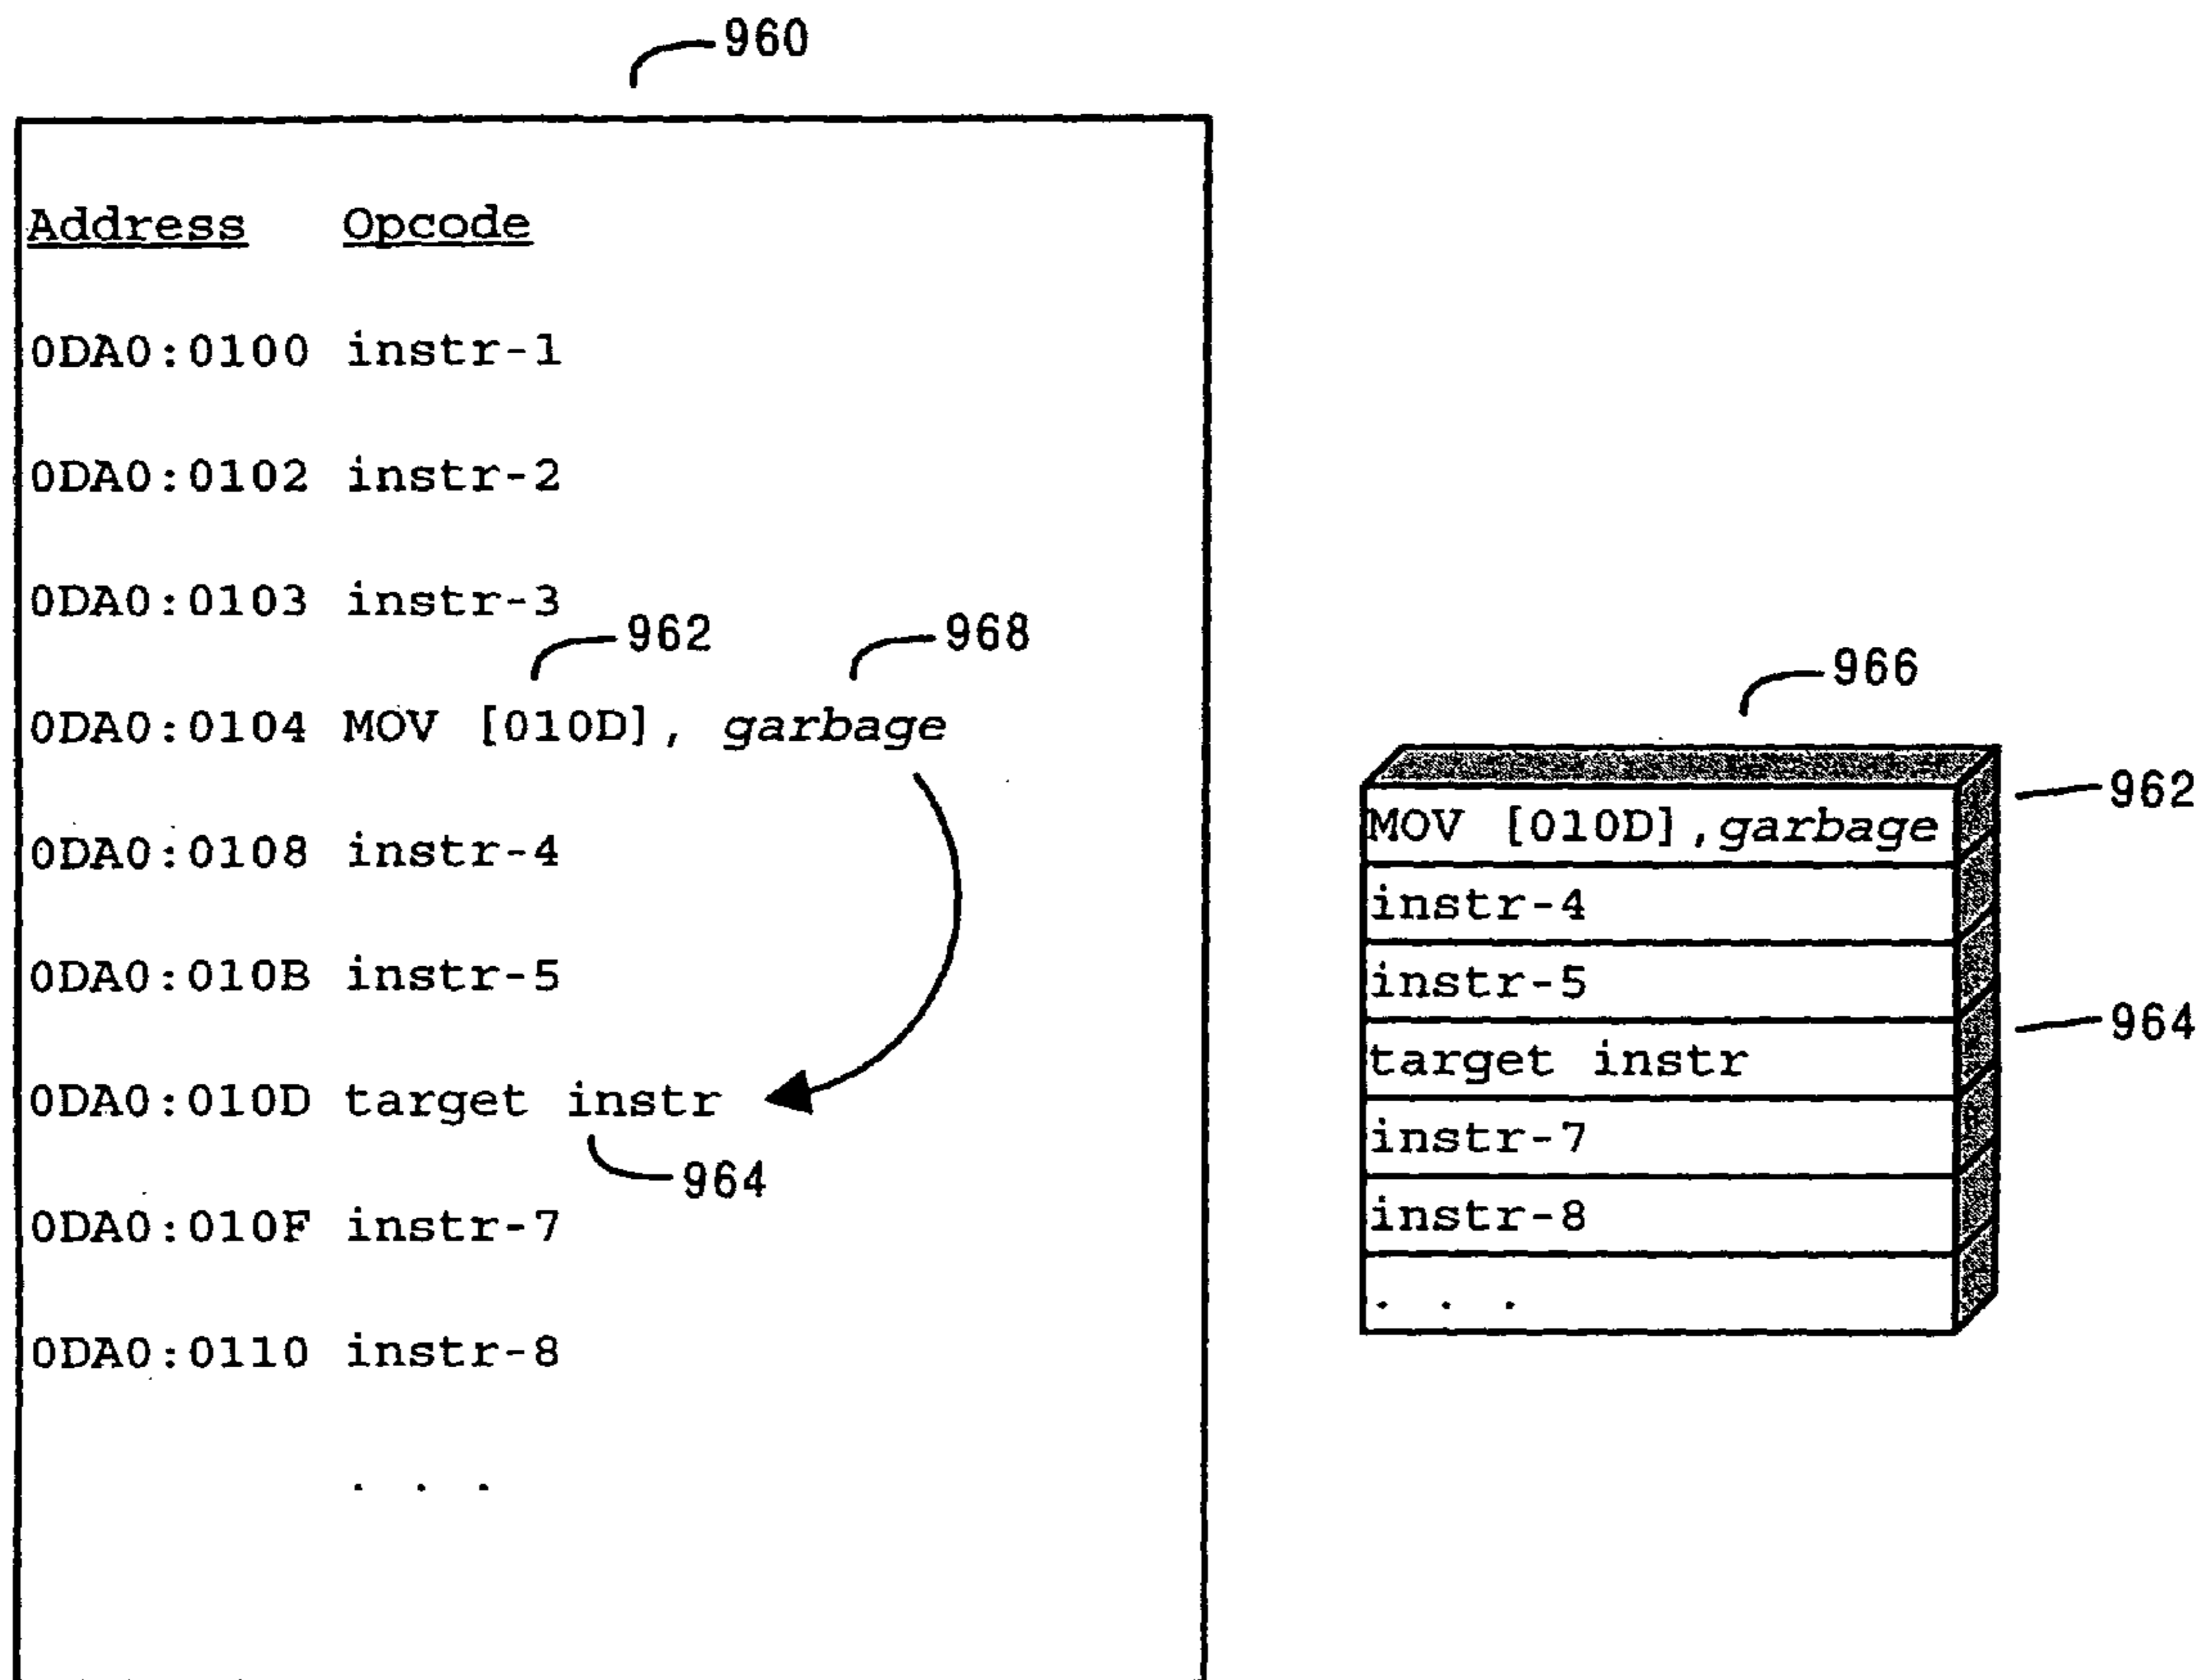 960
Address Opcode
0DA0:0100 instr-1
0DA0:0102 instr-2
0DA0:0103 instr-3
962
968
0DA0:0104 MOV [010D], garbage
0DA0:0108 instr-4
0DA0:010B instr-5
0DA0:010D target instr
964
0DA0:010F instr-7
0DA0:0110 instr-8
. . .
966
MOV [010D],garbage
962
instr-4
instr-5
target instr
964
instr-7
instr-8
. . .